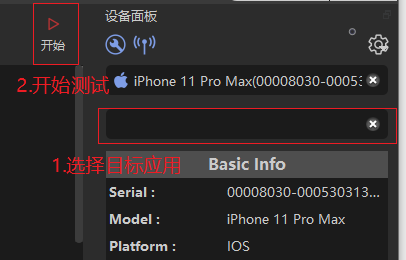 设备面板
开始
iPhone 11 Pro Max(00008030-00053
2.开始测试
1.选择目标应用
Basic Info
Serial : 00008030-000530313...
Model : iPhone 11 Pro Max
Platform : IOS